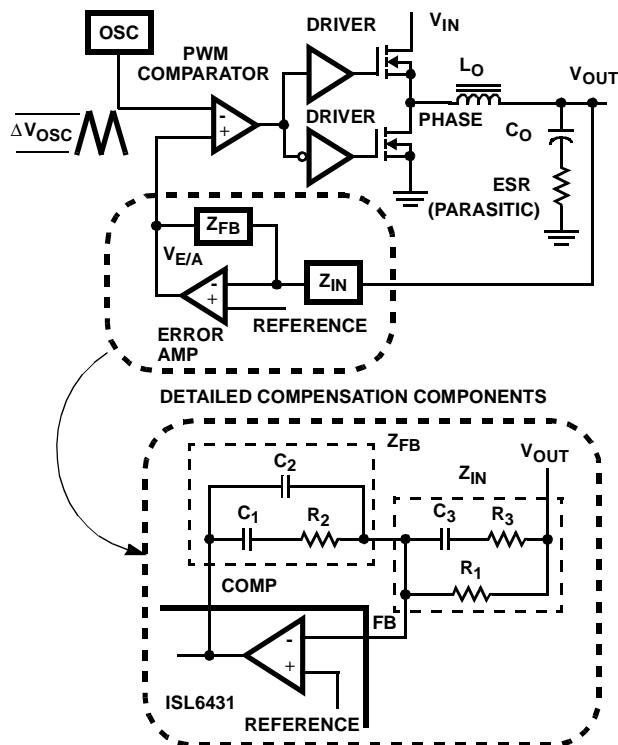 OSC
PWM
COMPARATOR
DRIVER
V_IN
ΔV_OSC
-
+
DRIVER
PHASE
L_O
V_OUT
C_O
ESR
(PARASITIC)
Z_FB
V_E/A
-
+
Z_IN
REFERENCE
ERROR
AMP
DETAILED COMPENSATION COMPONENTS
Z_FB
V_OUT
C_2
Z_IN
C_1
R_2
C_3
R_3
R_1
COMP
FB
-
+
ISL6431
REFERENCE